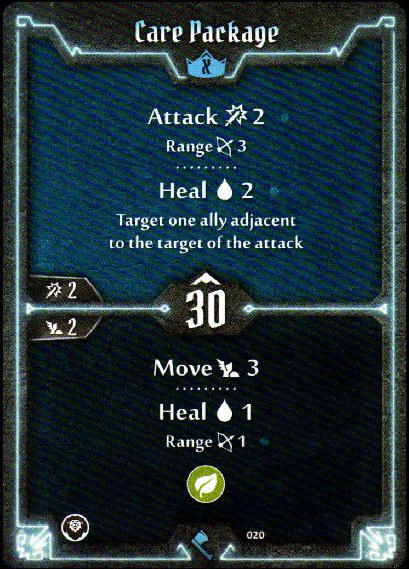 Care Package
X
Attack 2
Range 3
Heal 2
Target one ally adjacent
to the target of the attack
2
30
2
Move 3
Heal 1
Range 1
020